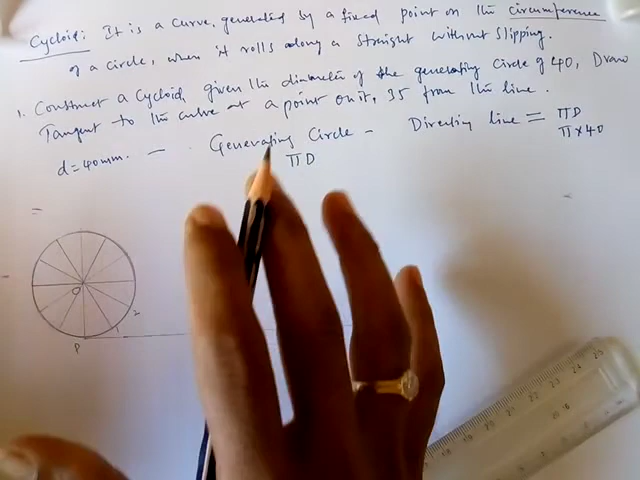 Cycloid: It is a Curve, generated by a fixed point on the circumference
of a circle, when it rolls along a straight without slipping.
1. Construct a Cycloid, given the diameter of the generating Circle of 40, Draw
Tangent to the curve at a point on it, 35 from the line.
d = 40mm. — Generating Circle – Directing line = πD
πD π×40
O
2
1
P